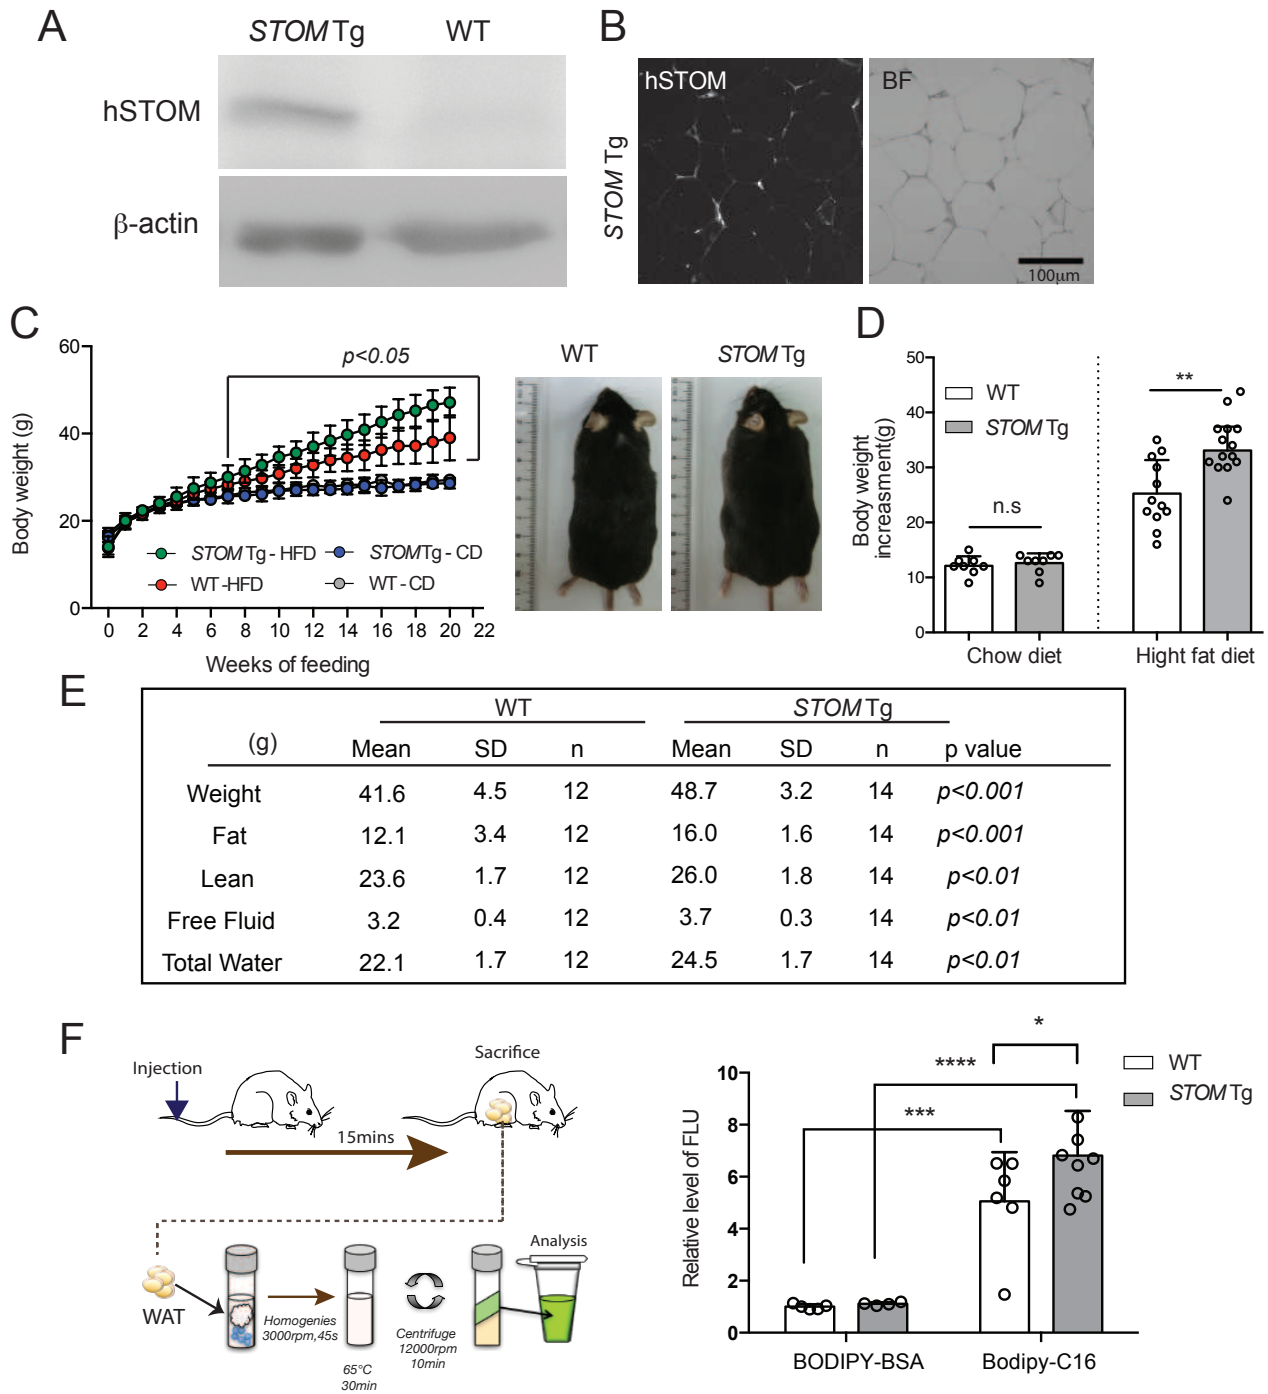 A
STOM Tg WT
hSTOM
β-actin
B
hSTOM BF
STOM Tg
100μm
C
Body weight (g)
60
40
20
0
p<0.05
STOM Tg - HFD STOMTg - CD
WT -HFD WT - CD
0 2 4 6 8 10 12 14 16 18 20 22
Weeks of feeding
WT STOM Tg
D
Body weight
increasment(g)
50
40
30
20
10
0
WT
STOM Tg
n.s
**
Chow diet Hight fat diet
E
WT STOM Tg
(g) Mean SD n Mean SD n p value
Weight 41.6 4.5 12 48.7 3.2 14 p<0.001
Fat 12.1 3.4 12 16.0 1.6 14 p<0.001
Lean 23.6 1.7 12 26.0 1.8 14 p<0.01
Free Fluid 3.2 0.4 12 3.7 0.3 14 p<0.01
Total Water 22.1 1.7 12 24.5 1.7 14 p<0.01
F
Injection
Sacrifice
15mins
WAT
Homogenies
3000rpm,45s
65°C
30min
Centrifuge
12000rpm
10min
Analysis
Relative level of FLU
10
8
6
4
2
0
*
****
***
WT
STOM Tg
BODIPY-BSA Bodipy-C16